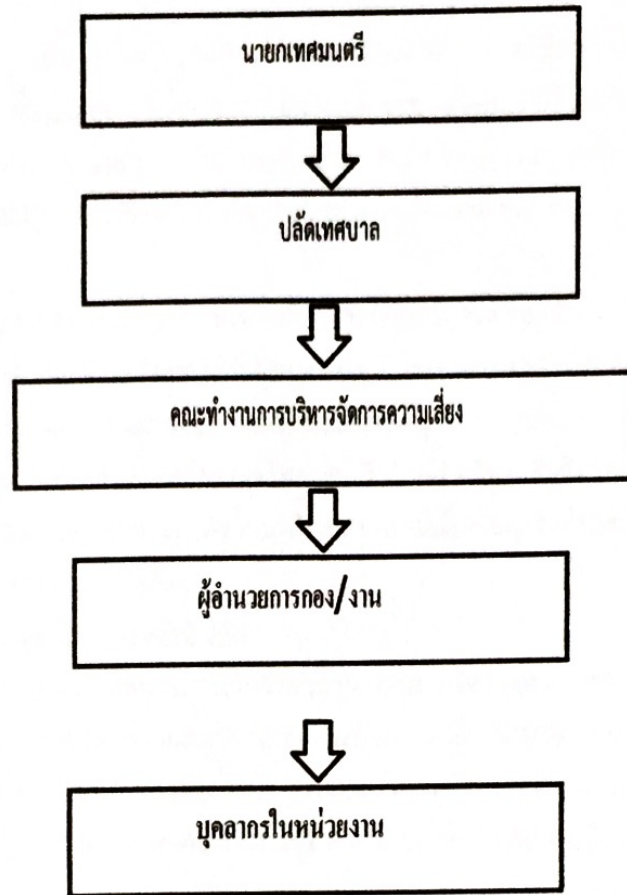 นายกเทศมนตรี
ปลัดเทศบาล
คณะทำงานการบริหารจัดการความเสี่ยง
ผู้อำนวยการกอง/งาน
บุคลากรในหน่วยงาน